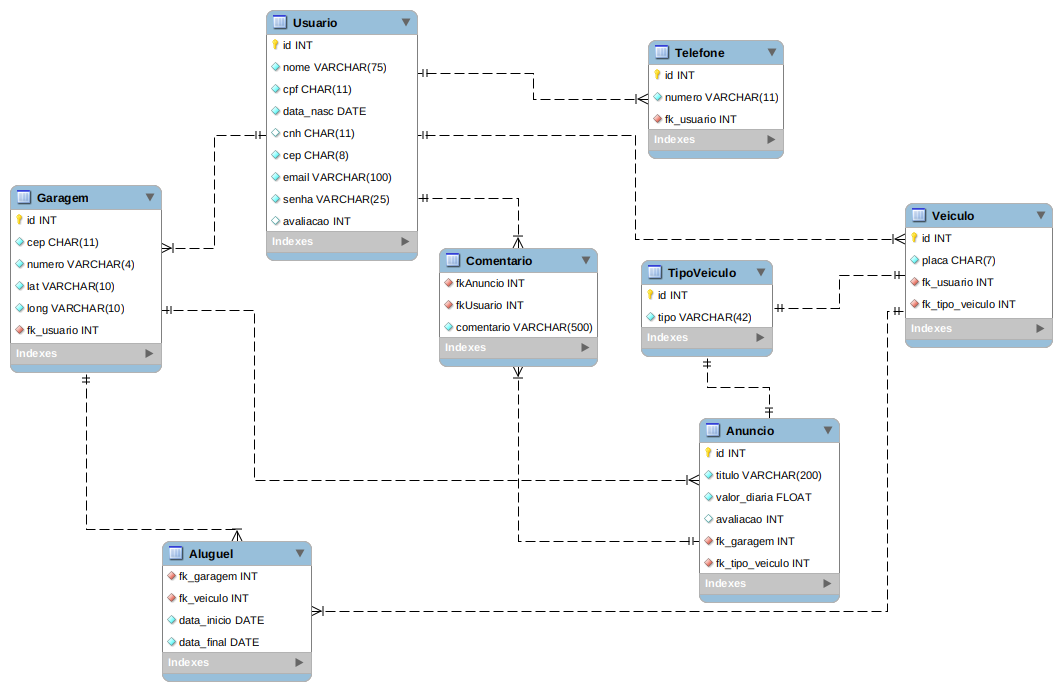 Usuario
id INT
nome VARCHAR(75)
cpf CHAR(11)
data_nasc DATE
cnh CHAR(11)
cep CHAR(8)
email VARCHAR(100)
senha VARCHAR(25)
avaliacao INT
Indexes
Telefone
id INT
numero VARCHAR(11)
fk_usuario INT
Indexes
Garagem
id INT
cep CHAR(11)
numero VARCHAR(4)
lat VARCHAR(10)
long VARCHAR(10)
fk_usuario INT
Indexes
Comentario
fkAnuncio INT
fkUsuario INT
comentario VARCHAR(500)
Indexes
TipoVeiculo
id INT
tipo VARCHAR(42)
Indexes
Veiculo
id INT
placa CHAR(7)
fk_usuario INT
fk_tipo_veiculo INT
Indexes
Anuncio
id INT
titulo VARCHAR(200)
valor_diaria FLOAT
avaliacao INT
fk_garagem INT
fk_tipo_veiculo INT
Indexes
Aluguel
fk_garagem INT
fk_veiculo INT
data_inicio DATE
data_final DATE
Indexes